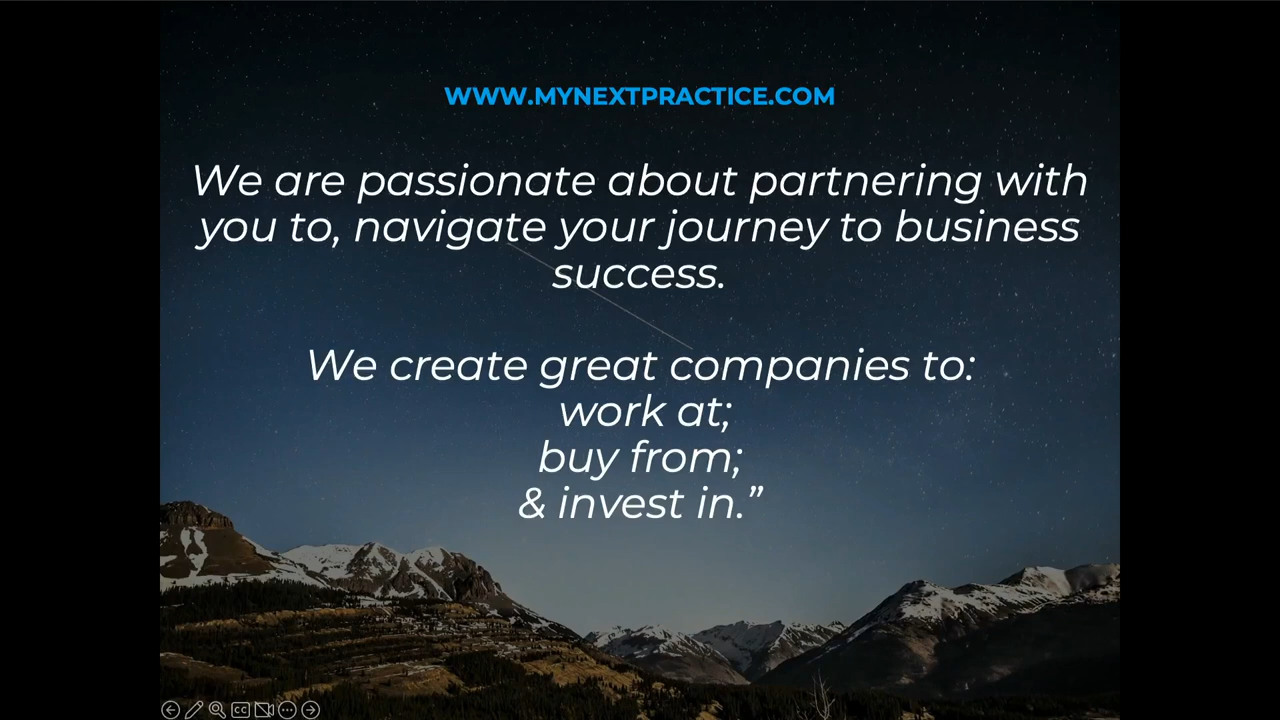 WWW.MYNEXTPRACTICE.COM
We are passionate about partnering with
you to, navigate your journey to business
success.
We create great companies to:
work at;
buy from;
& invest in.”
CC